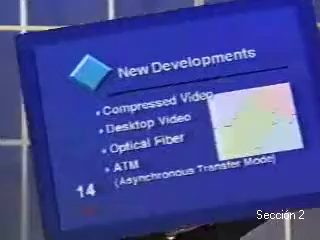 New Developments
• Compressed Video
• Desktop Video
• Optical Fiber
• ATM
(Asynchronous Transfer Mode)
14
Sección 2